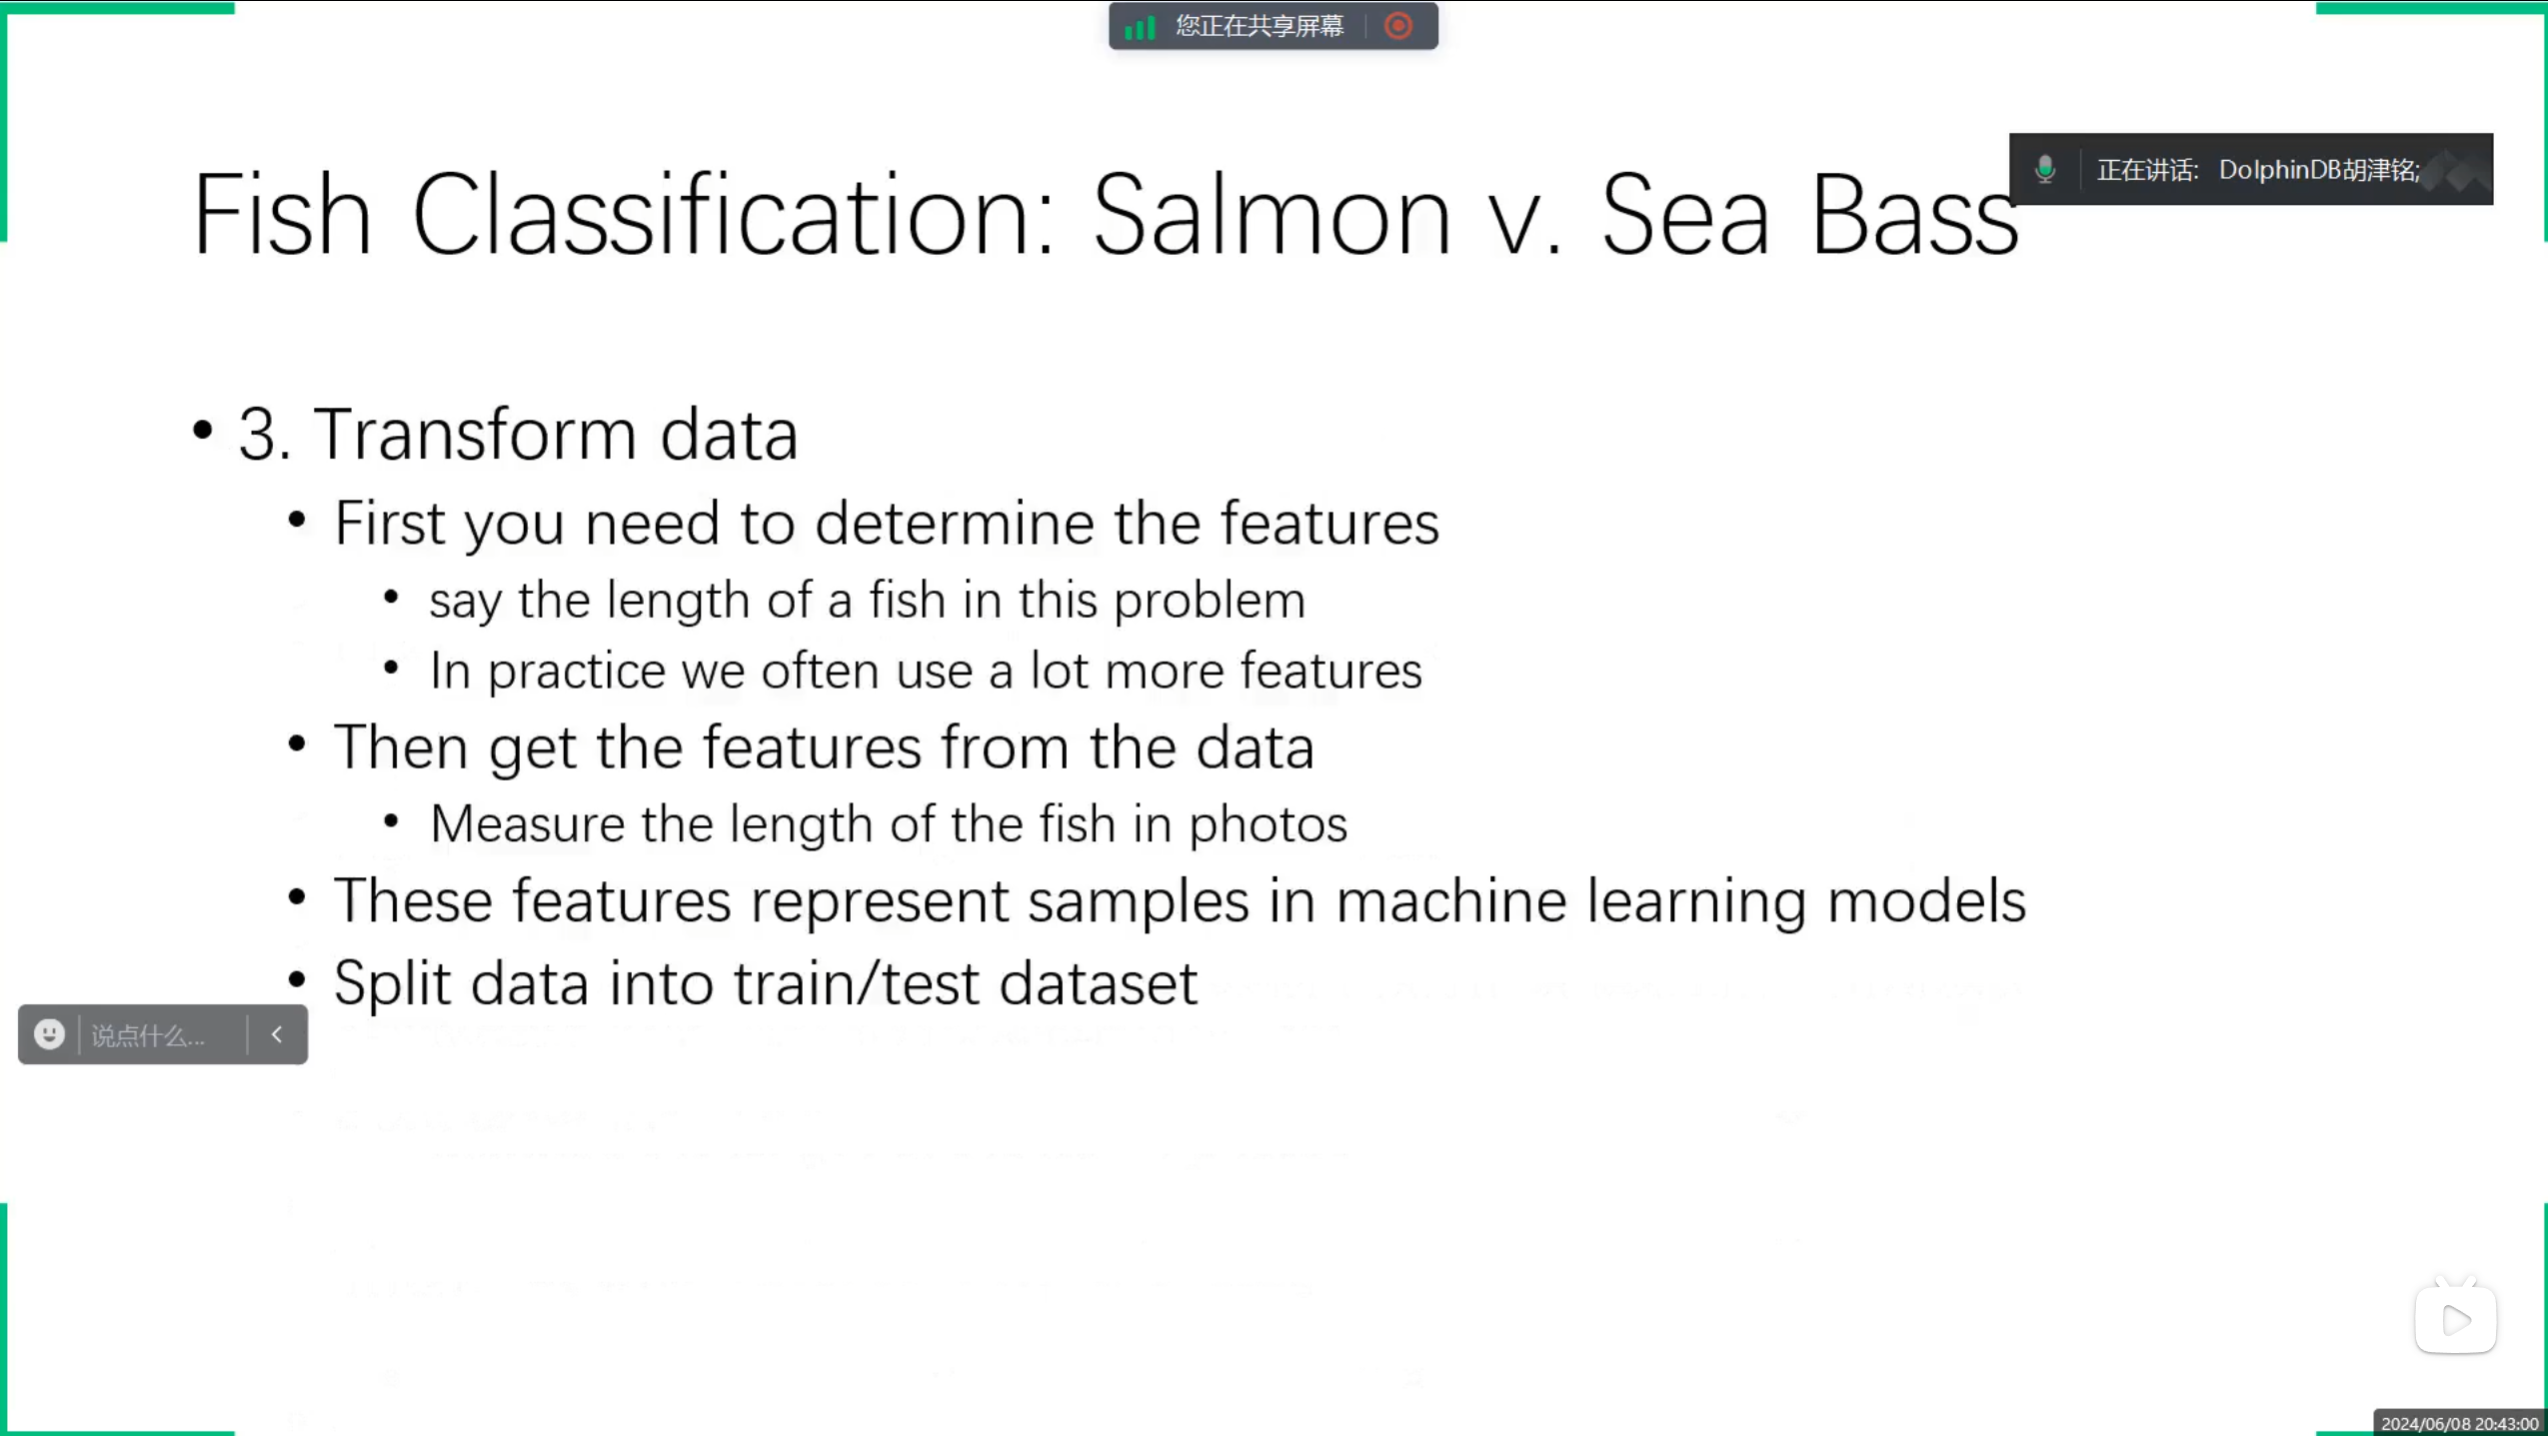 您正在共享屏幕
正在讲话: DolphinDB胡津铭;
Fish Classification: Salmon v. Sea Bass
• 3. Transform data
• First you need to determine the features
• say the length of a fish in this problem
• In practice we often use a lot more features
• Then get the features from the data
• Measure the length of the fish in photos
• These features represent samples in machine learning models
• Split data into train/test dataset
说点什么...
2024/06/08 20:43:00